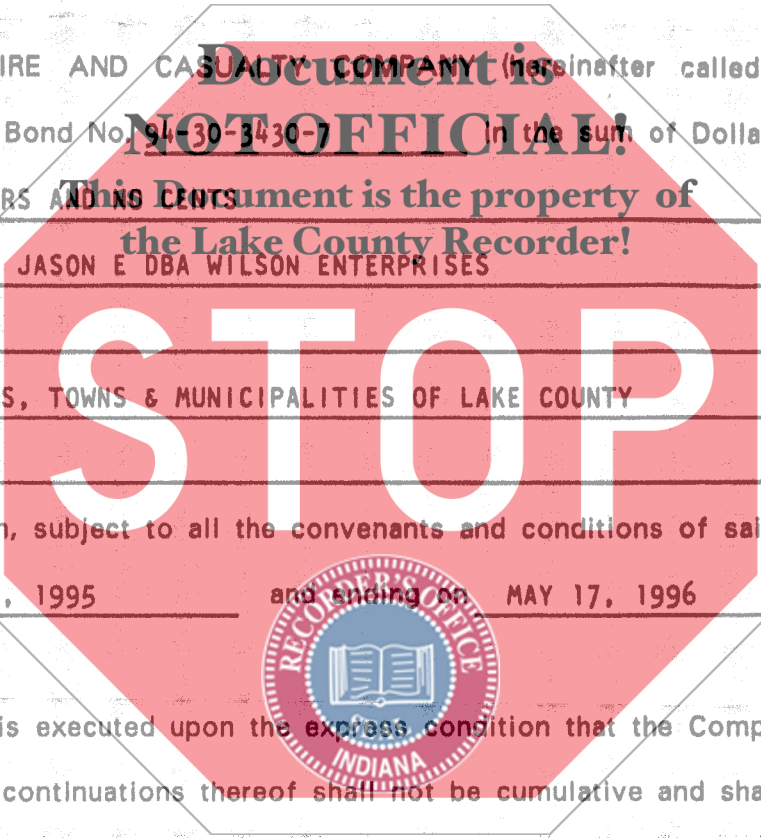 Document is
IRE AND CASUALTY COMPANY (hereinafter called
NOT OFFICIAL!
Bond No. 94-30-3430-7 in the sum of Dolla
This Document is the property of
RS AND NO CENTS
the Lake County Recorder!
JASON E DBA WILSON ENTERPRISES
STOP
S, TOWNS & MUNICIPALITIES OF LAKE COUNTY
n, subject to all the convenants and conditions of sai
, 1995 and ending on MAY 17, 1996
RECORDER'S OFFICE
is executed upon the express condition that the Comp
INDIANA
continuations thereof shall not be cumulative and sha